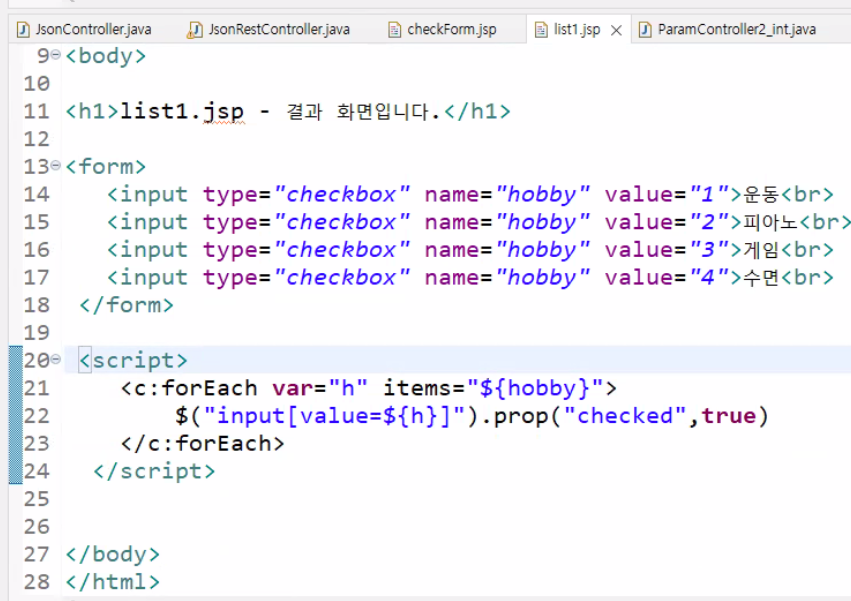 JsonController.java JsonRestController.java checkForm.jsp list1.jsp ParamController2_int.java
9 <body>
10
11 <h1>list1.jsp - 결과 화면입니다.</h1>
12
13 <form>
14 <input type="checkbox" name="hobby" value="1">운동<br>
15 <input type="checkbox" name="hobby" value="2">피아노<br>
16 <input type="checkbox" name="hobby" value="3">게임<br>
17 <input type="checkbox" name="hobby" value="4">수면<br>
18 </form>
19
20 <script>
21 <c:forEach var="h" items="${hobby}">
22 $("input[value=${h}]").prop("checked",true)
23 </c:forEach>
24 </script>
25
26
27 </body>
28 </html>